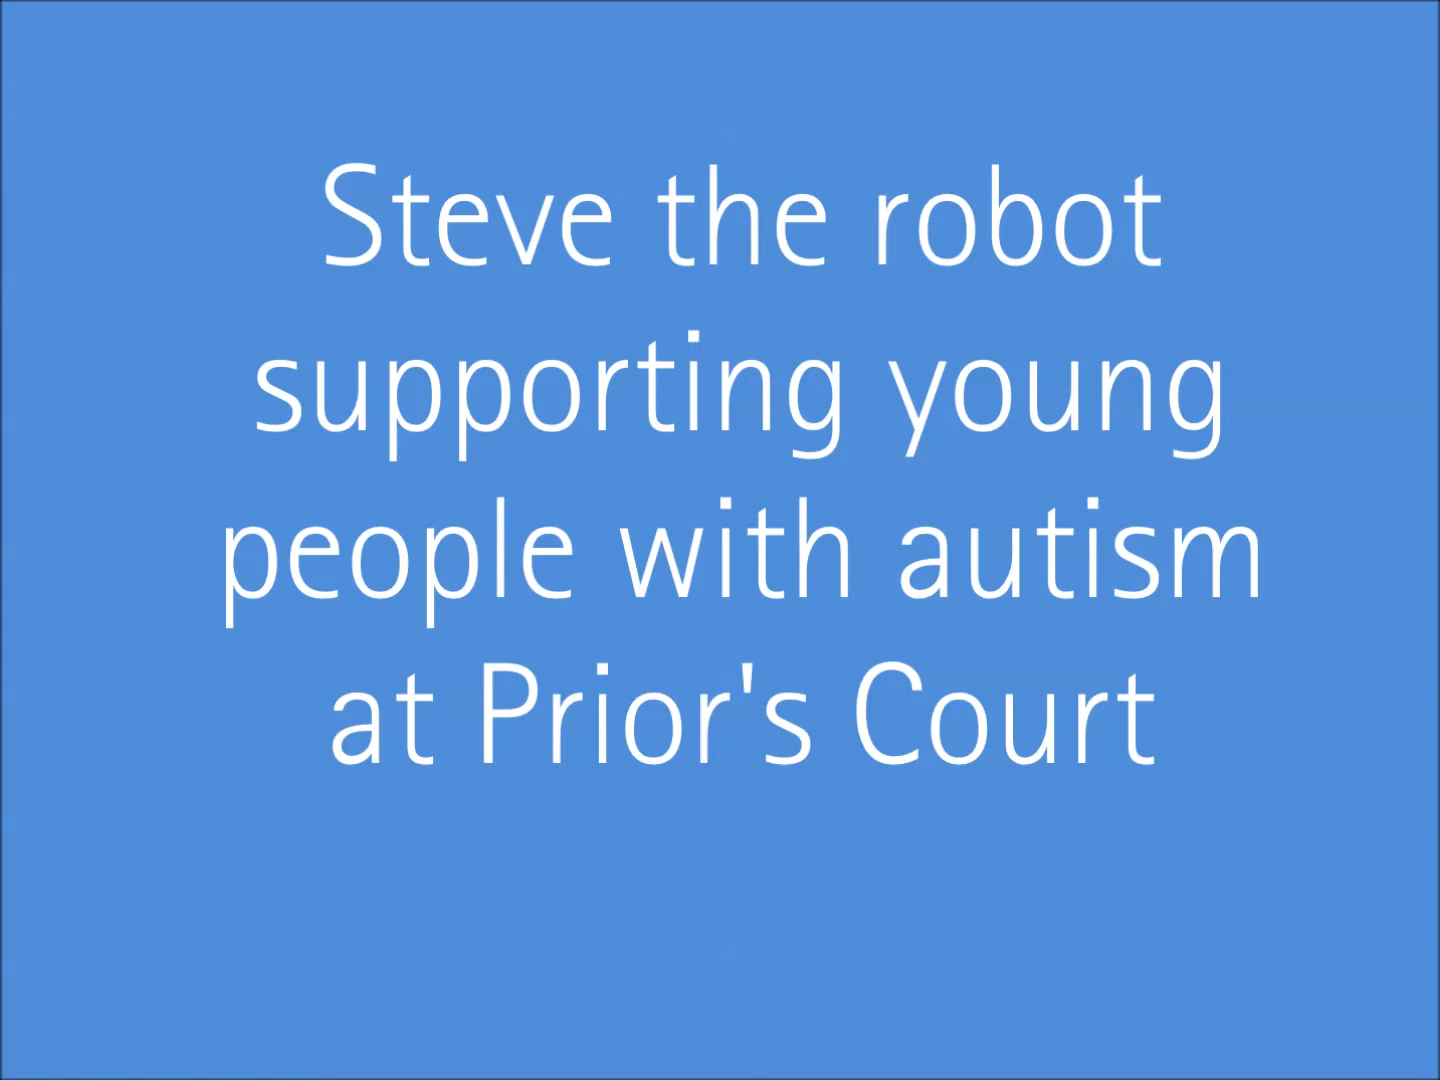 Steve the robot
supporting young
people with autism
at Prior's Court